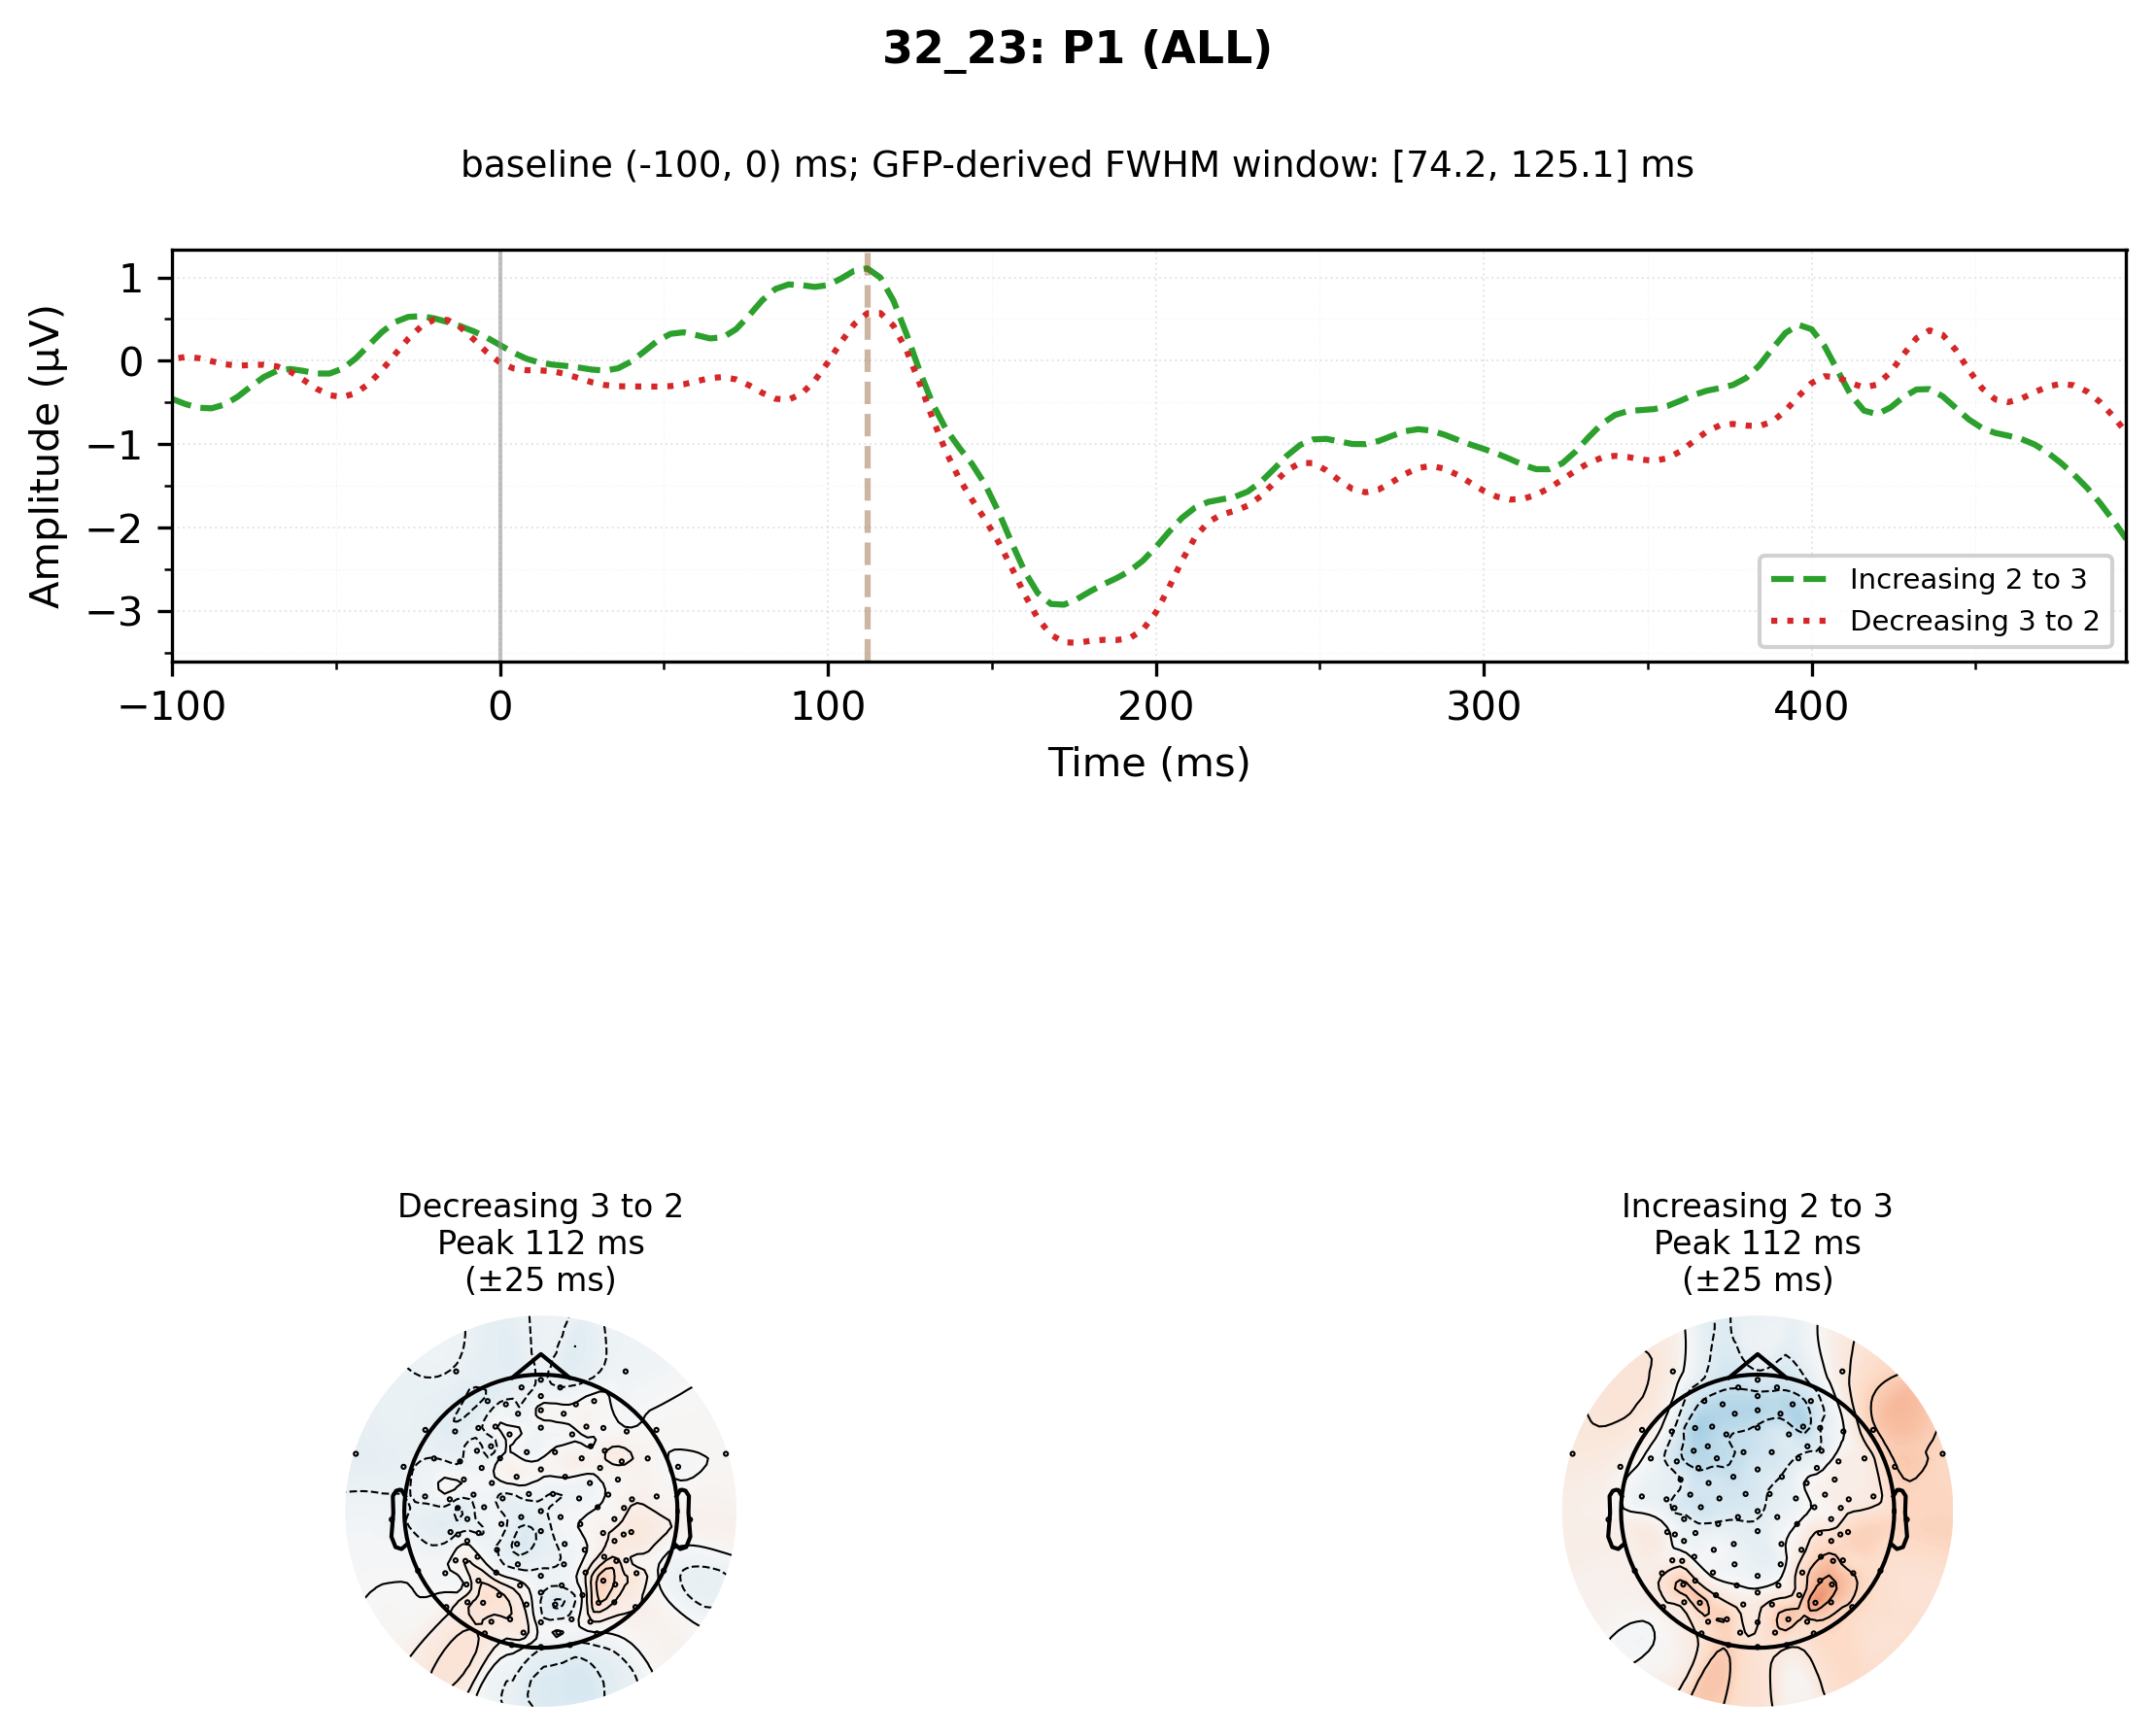 32_23: P1 (ALL)
baseline (-100, 0) ms; GFP-derived FWHM window: [74.2, 125.1] ms
Amplitude (µV)
1
0
−1
−2
−3
Increasing 2 to 3
Decreasing 3 to 2
−100 0 100 200 300 400
Time (ms)
Decreasing 3 to 2
Peak 112 ms
(±25 ms)
Increasing 2 to 3
Peak 112 ms
(±25 ms)